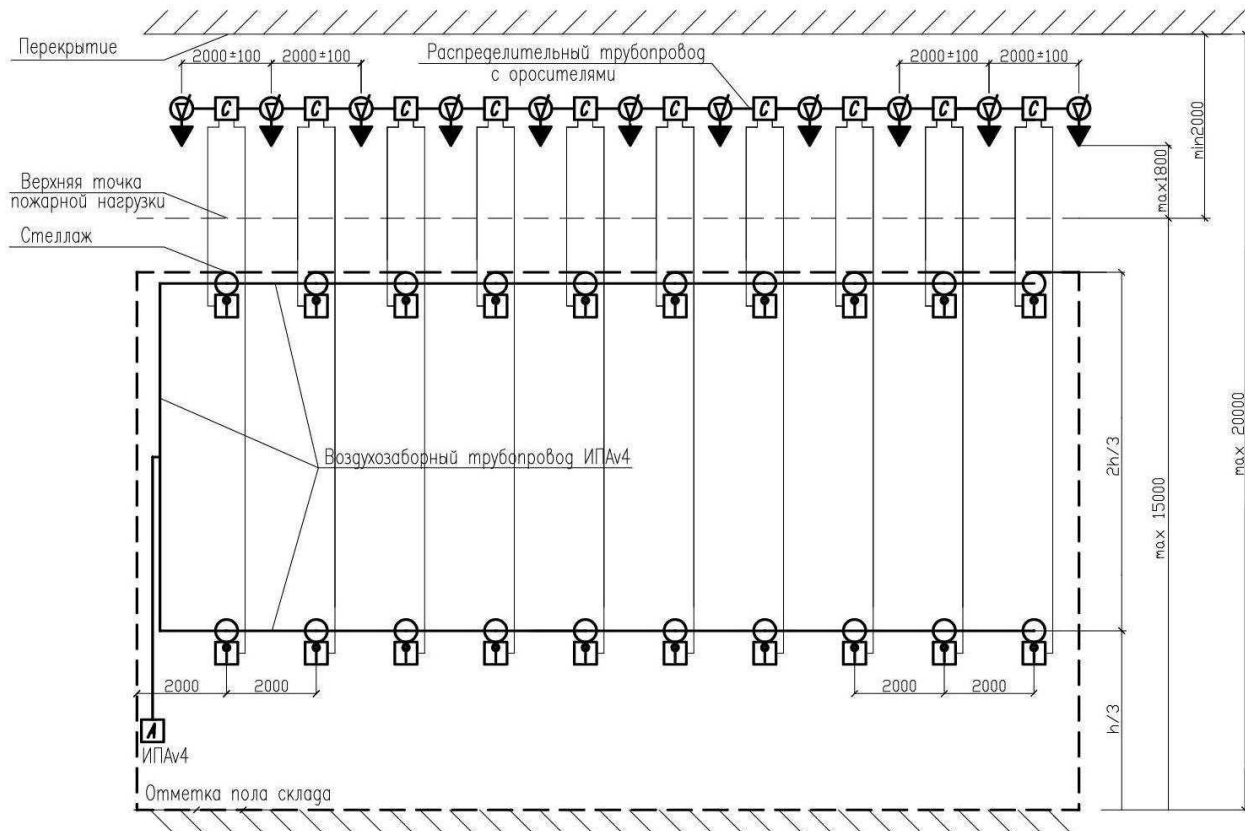 Перекрытие
2000±100
2000±100
Распределительный трубопровод
с оросителями
2000±100
2000±100
С С С С С С С С С С
min2000
max1800
Верхняя точка
пожарной нагрузки
Стеллаж
Воздухозаборный трубопровод ИПАv4
2h/3
max 15000
max 20000
2000
2000
2000
2000
h/3
А
ИПАv4
Отметка пола склада